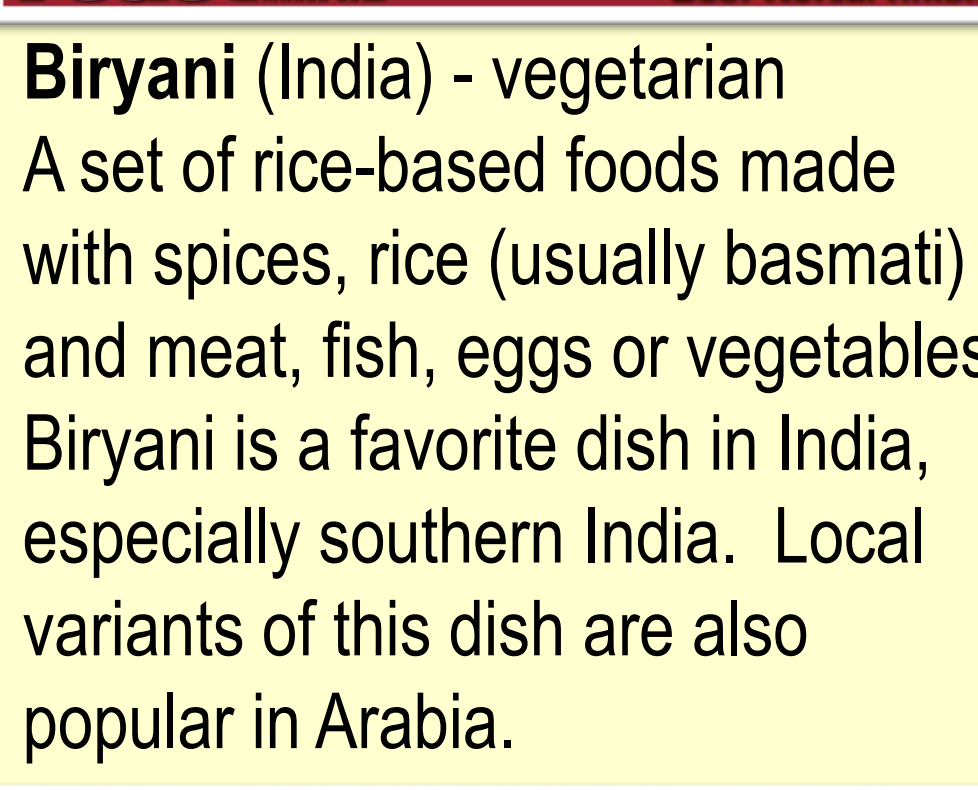 Biryani (India) - vegetarian
A set of rice-based foods made
with spices, rice (usually basmati)
and meat, fish, eggs or vegetables
Biryani is a favorite dish in India,
especially southern India.  Local
variants of this dish are also
popular in Arabia.